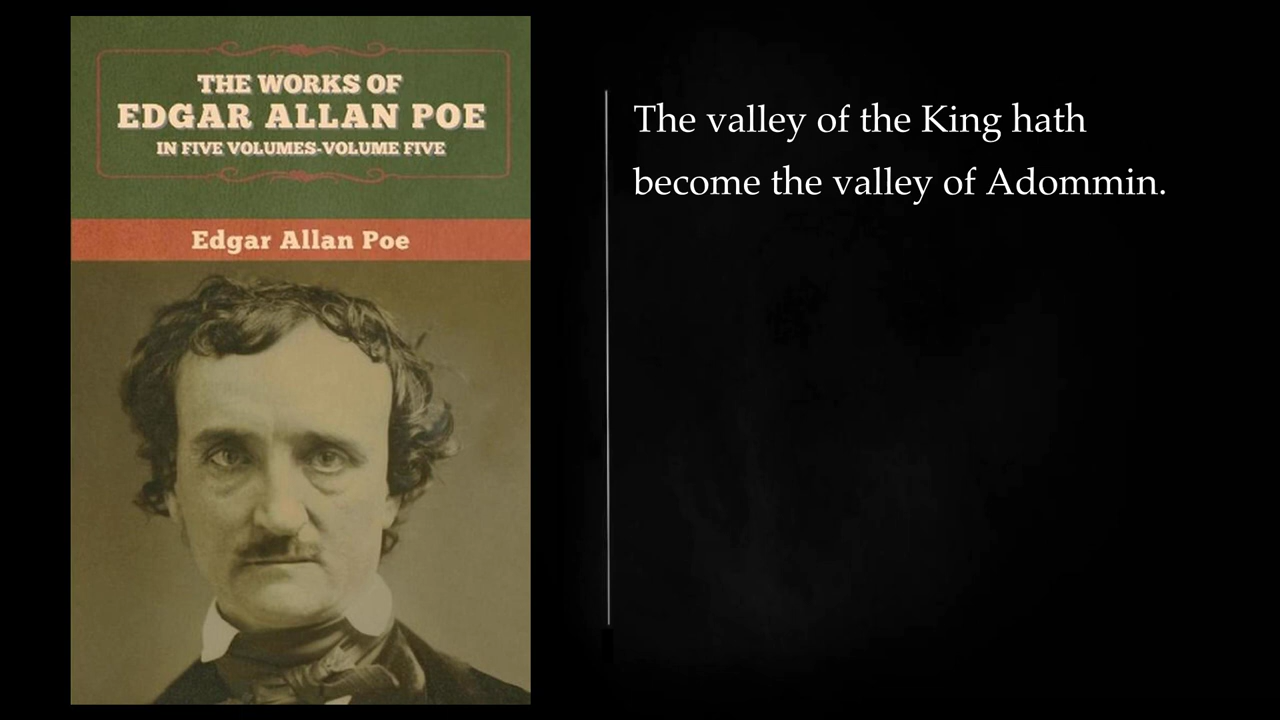 THE WORKS OF
EDGAR ALLAN POE
IN FIVE VOLUMES-VOLUME FIVE
Edgar Allan Poe
The valley of the King hath
become the valley of Adommin.